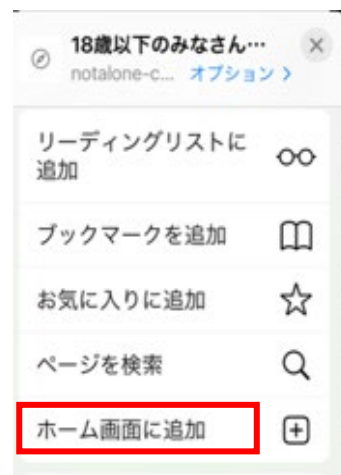 18歳以下のみなさん…
notalone-c... オプション >
リーディングリストに
追加
ブックマークを追加
お気に入りに追加
ページを検索
ホーム画面に追加